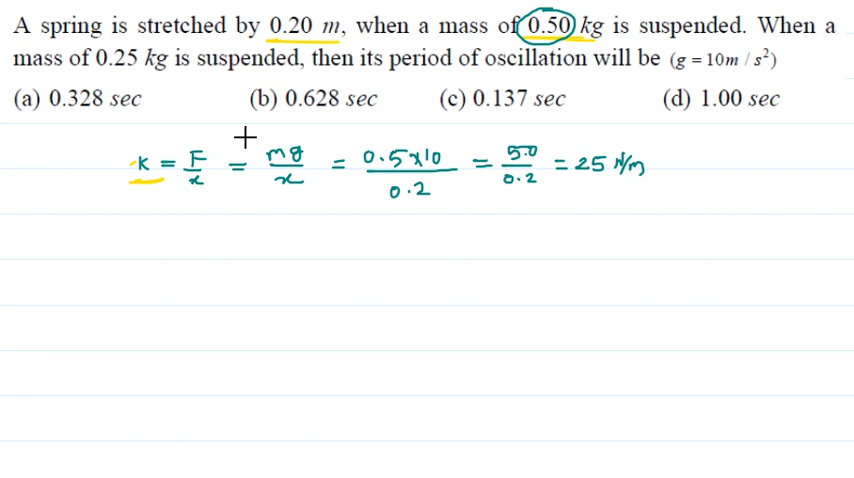 A spring is stretched by 0.20 m, when a mass of 0.50 kg is suspended. When a
mass of 0.25 kg is suspended, then its period of oscillation will be (g = 10m / s²)
(a) 0.328 sec (b) 0.628 sec (c) 0.137 sec (d) 1.00 sec
K = F/x = mg/x = 0.5×10/0.2 = 5.0/0.2 = 25 N/m